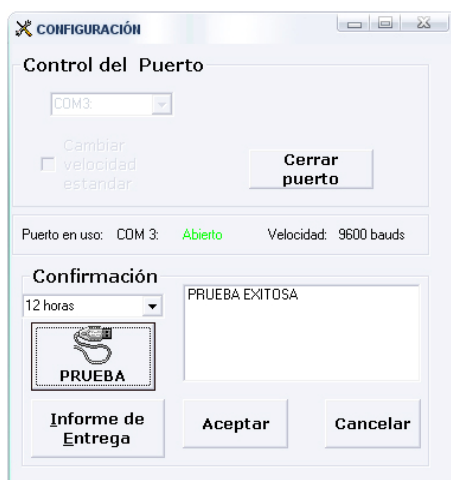 CONFIGURACIÓN
Control del Puerto
COM3:
Cambiar
velocidad
estandar
Cerrar
puerto
Puerto en uso: COM 3: Abierto Velocidad: 9600 bauds
Confirmación
12 horas
PRUEBA EXITOSA
PRUEBA
Informe de
Entrega
Aceptar
Cancelar